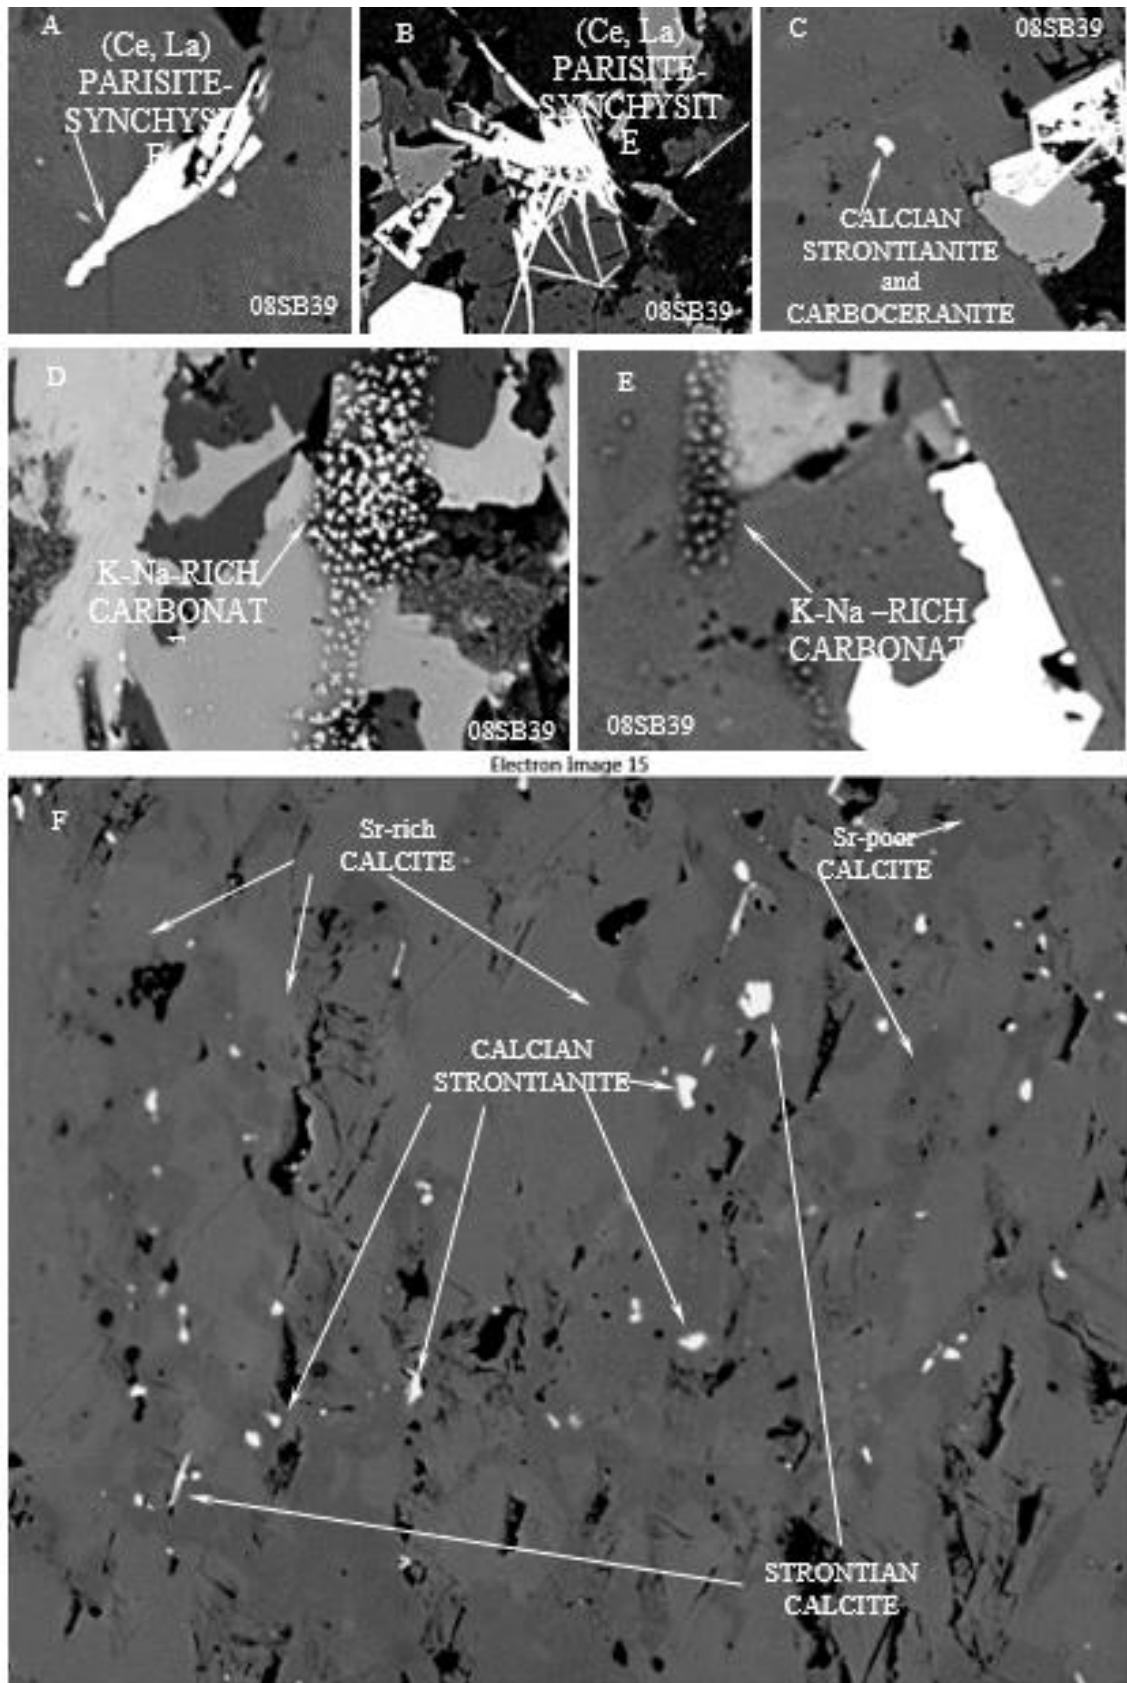 A
(Ce, La)
PARISITE-
SYNCHYSIT
E
08SB39
B
(Ce, La)
PARISITE-
SYNCHYSIT
E
08SB39
C
08SB39
CALCIAN
STRONTIANITE
and
CARBOCERANITE
D
K-Na-RICH
CARBONAT
08SB39
E
K-Na –RICH
CARBONAT
08SB39
Electron Image 15
F
Sr-rich
CALCITE
Sr-poor
CALCITE
CALCIAN
STRONTIANITE
STRONTIAN
CALCITE